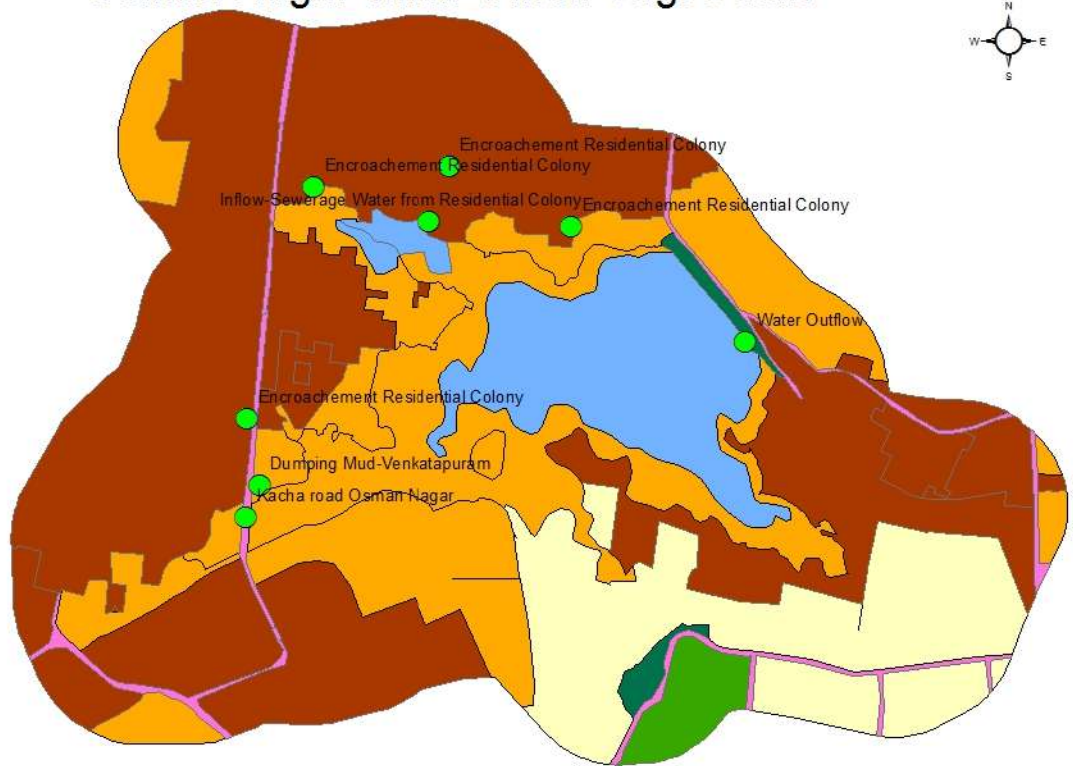 N
W E
S
Encroachement Residential Colony
Encroachement Residential Colony
Inflow-Sewerage Water from Residential Colony
Encroachement Residential Colony
Water Outflow
Encroachement Residential Colony
Dumping Mud-Venkatapuram
Kacha road Osman Nagar